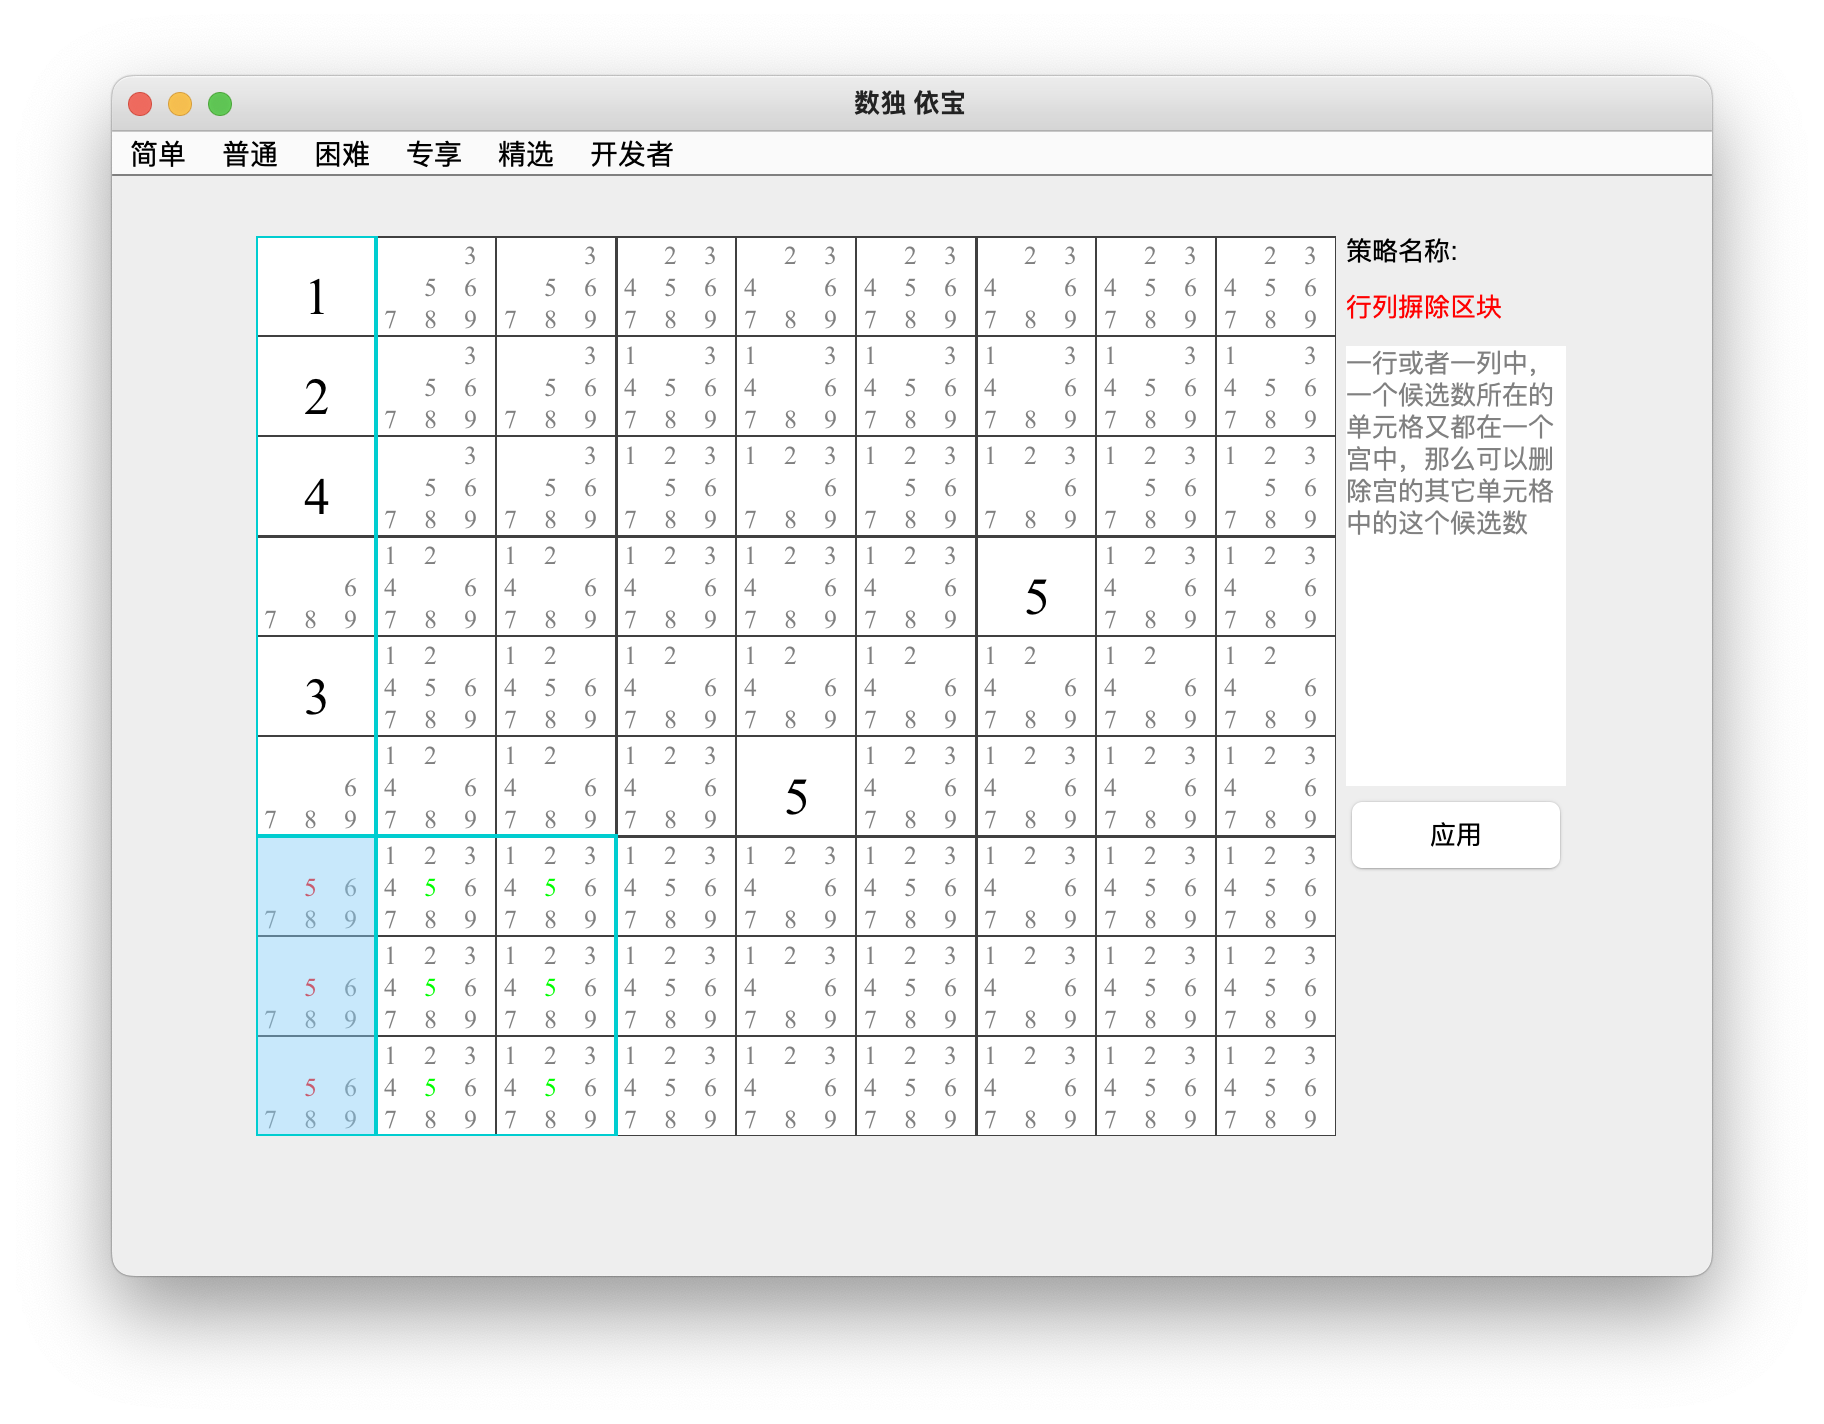 数独 依宝
简单 普通 困难 专享 精选 开发者
3 3 2 3 2 3 2 3 2 3 2 3 2 3
1 5 6 5 6 4 5 6 4 6 4 5 6 4 6 4 5 6 4 5 6
7 8 9 7 8 9 7 8 9 7 8 9 7 8 9 7 8 9 7 8 9 7 8 9
3 3 1 3 1 3 1 3 1 3 1 3 1 3
2 5 6 5 6 4 5 6 4 6 4 5 6 4 6 4 5 6 4 5 6
7 8 9 7 8 9 7 8 9 7 8 9 7 8 9 7 8 9 7 8 9 7 8 9
3 3 1 2 3 1 2 3 1 2 3 1 2 3 1 2 3 1 2 3
4 5 6 5 6 5 6 6 5 6 6 5 6 5 6
7 8 9 7 8 9 7 8 9 7 8 9 7 8 9 7 8 9 7 8 9 7 8 9
1 2 1 2 1 2 3 1 2 3 1 2 3 1 2 3 1 2 3
6 4 6 4 6 4 6 4 6 4 6 5 4 6 4 6
7 8 9 7 8 9 7 8 9 7 8 9 7 8 9 7 8 9 7 8 9 7 8 9
1 2 1 2 1 2 1 2 1 2 1 2 1 2 1 2
3 4 5 6 4 5 6 4 6 4 6 4 6 4 6 4 6 4 6
7 8 9 7 8 9 7 8 9 7 8 9 7 8 9 7 8 9 7 8 9 7 8 9
1 2 1 2 1 2 3 1 2 3 1 2 3 1 2 3 1 2 3
6 4 6 4 6 4 6 5 4 6 4 6 4 6 4 6
7 8 9 7 8 9 7 8 9 7 8 9 7 8 9 7 8 9 7 8 9 7 8 9
1 2 3 1 2 3 1 2 3 1 2 3 1 2 3 1 2 3 1 2 3 1 2 3
5 6 4 5 6 4 5 6 4 5 6 4 6 4 5 6 4 6 4 5 6 4 5 6
7 8 9 7 8 9 7 8 9 7 8 9 7 8 9 7 8 9 7 8 9 7 8 9 7 8 9
1 2 3 1 2 3 1 2 3 1 2 3 1 2 3 1 2 3 1 2 3 1 2 3
5 6 4 5 6 4 5 6 4 5 6 4 6 4 5 6 4 6 4 5 6 4 5 6
7 8 9 7 8 9 7 8 9 7 8 9 7 8 9 7 8 9 7 8 9 7 8 9 7 8 9
1 2 3 1 2 3 1 2 3 1 2 3 1 2 3 1 2 3 1 2 3 1 2 3
5 6 4 5 6 4 5 6 4 5 6 4 6 4 5 6 4 6 4 5 6 4 5 6
7 8 9 7 8 9 7 8 9 7 8 9 7 8 9 7 8 9 7 8 9 7 8 9 7 8 9
策略名称:
行列摒除区块
一行或者一列中，
一个候选数所在的
单元格又都在一个
宫中，那么可以删
除宫的其它单元格
中的这个候选数
应用